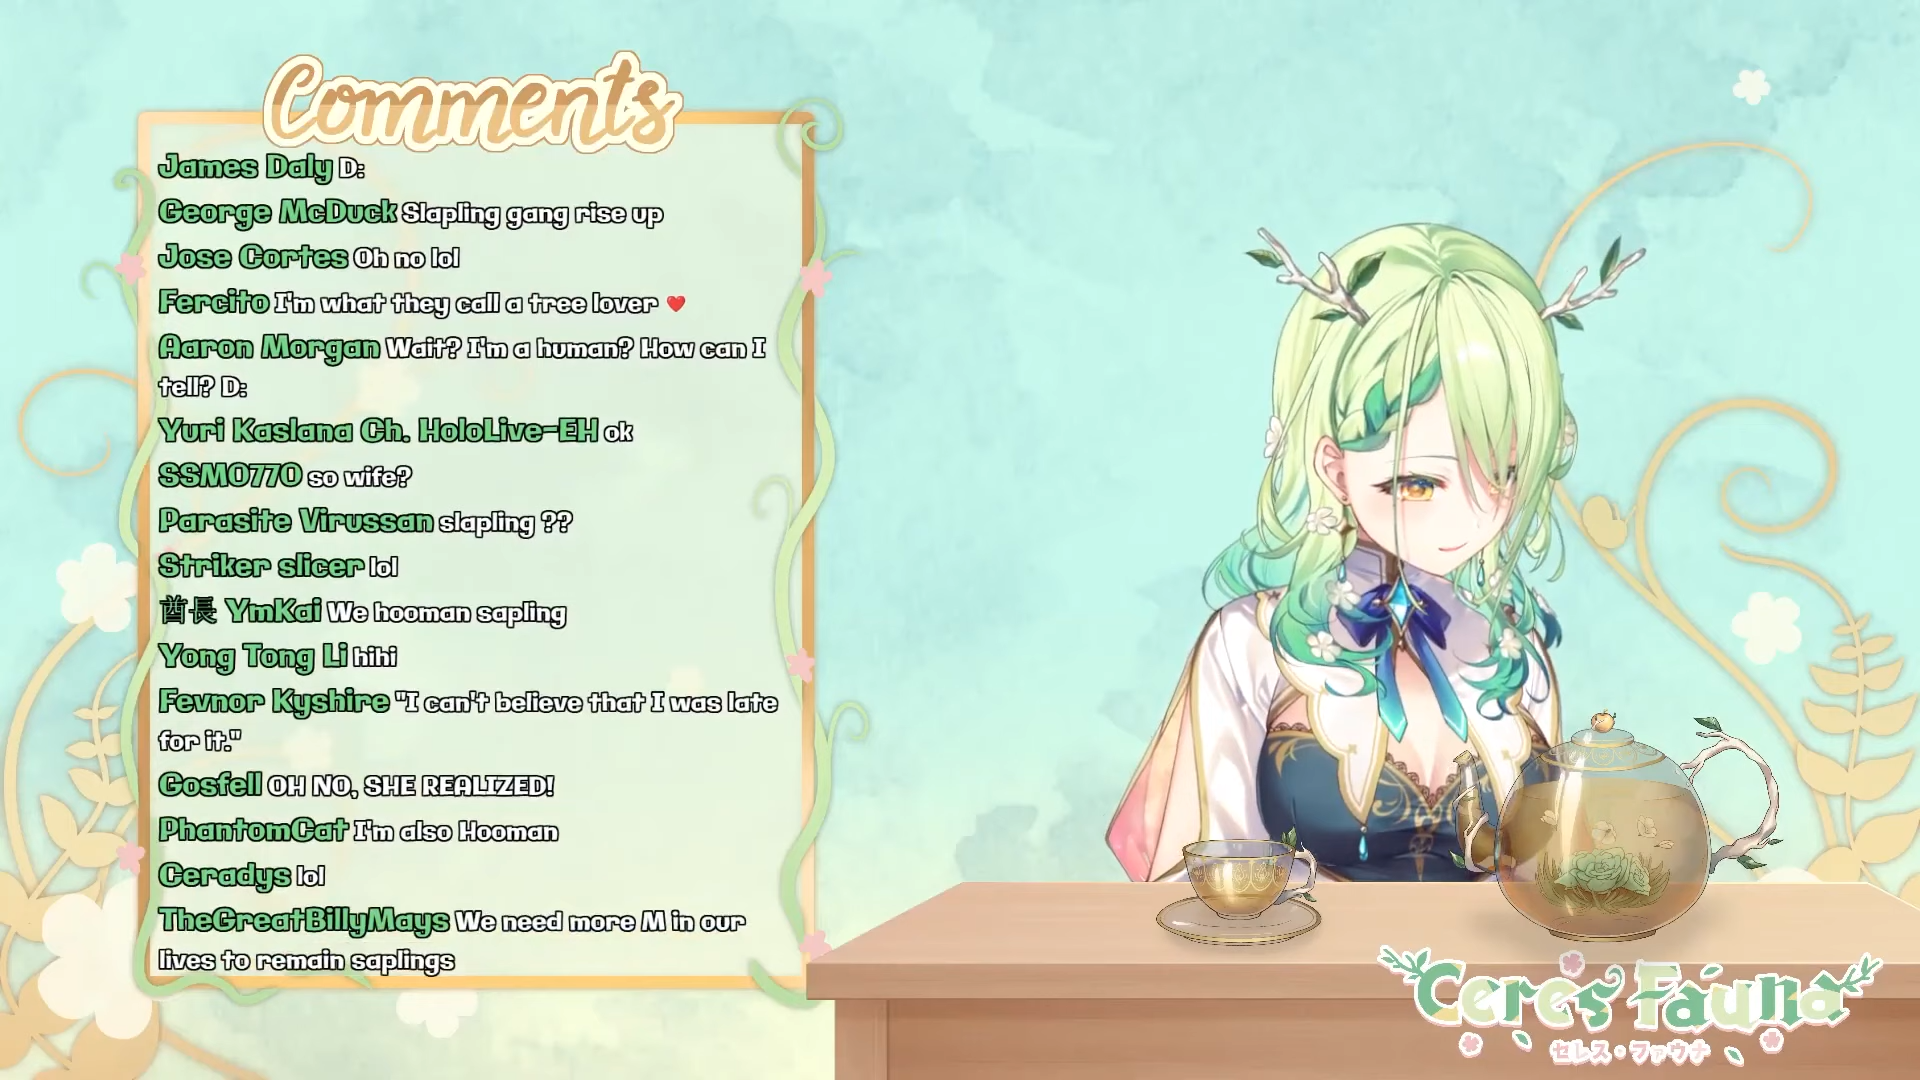 Comments
James Daly D:
George McDuck Slapling gang rise up
Jose Cortes Oh no lol
Fercito I'm what they call a tree lover ❤️
Aaron Morgan Wait? I'm a human? How can I
tell? D:
Yuri Kaslana Ch. HoloLive-EH ok
SSM0770 so wife?
Parasite Virussan slapling ??
Striker slicer lol
酋長 YmKai We hooman sapling
Yong Tong Li hihi
Fevnor Kyshire "I can't believe that I was late
for it."
Gosfell OH NO, SHE REALIZED!
PhantomCat I'm also Hooman
Ceradys lol
TheGreatBillyMays We need more M in our
lives to remain saplings
Ceres Fauna
セレス・ファウナ